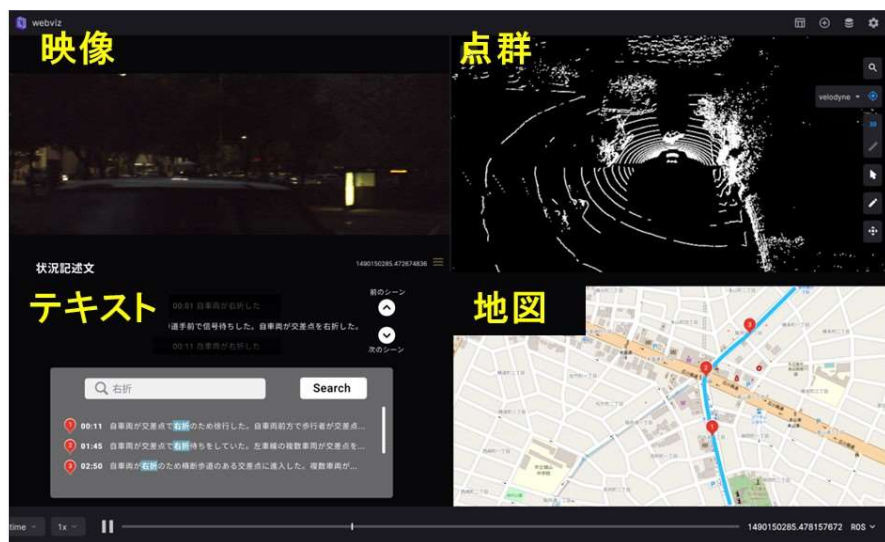 webviz
映像
点群
velodyne
3D
状況記述文
1490150285.472674836
テキスト
00:01 自車両が右折した
前のシーン
道手前で信号待ちした。自車両が交差点を右折した。
00:11 自車両が右折した
次のシーン
地図
右折
Search
1 00:11 自車両が交差点で右折のため徐行した。自車両前方で歩行者が交差点...
2 01:45 自車両が交差点で右折待ちをしていた。左車線の複数車両が交差点を...
3 02:50 自車両が右折のため横断歩道のある交差点に進入した。複数車両が...
3
2
1
time
1x
1490150285.478157672 ROS